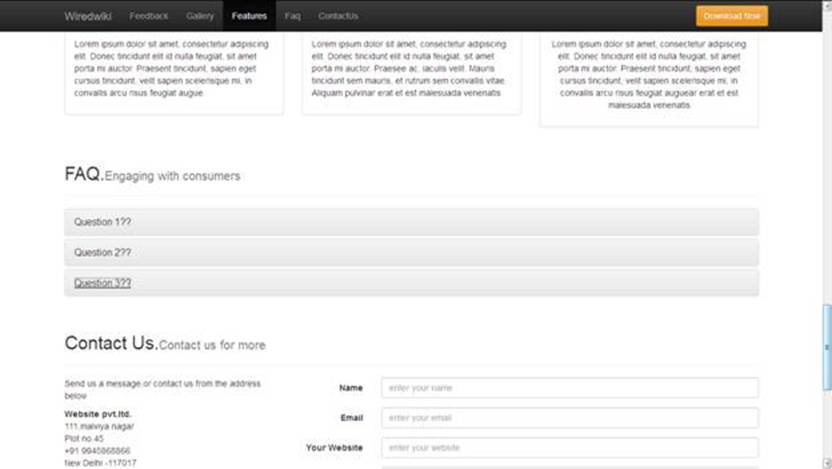 Wiredwiki Feedback Gallery Features Faq ContactUs Download Now
Lorem ipsum dolor sit amet, consectetur adipiscing
elit. Donec tincidunt elit id nulla feugiat, sit amet
porta mi auctor. Praesent tincidunt, sapien eget
cursus tincidunt, velit sapien scelerisque mi, in
convallis arcu risus feugiat augue.
Lorem ipsum dolor sit amet, consectetur adipiscing
elit. Donec tincidunt elit id nulla feugiat, sit amet
porta mi auctor. Praesee ac, iaculis velit. Mauris
tincidunt sem mauris, et rutrum sem convallis vitae.
Aliquam pulvinar erat et est malesuada venenatis
Lorem ipsum dolor sit amet, consectetur adipiscing
elit. Donec tincidunt elit id nulla feugiat, sit amet
porta mi auctor. Praesent tincidunt, sapien eget
cursus tincidunt, velit sapien scelerisque mi, in
convallis arcu risus feugiat auguear erat et est
malesuada venenatis
FAQ.Engaging with consumers
Question 1??
Question 2??
Question 3??
Contact Us.Contact us for more
Send us a message.or contact us from the address
below
Website pvt.ltd.
111,malviya nagar
Plot no.45
+91 9945868866
New Delhi -117017
Name enter your name
Email enter your email
Your Website enter your website